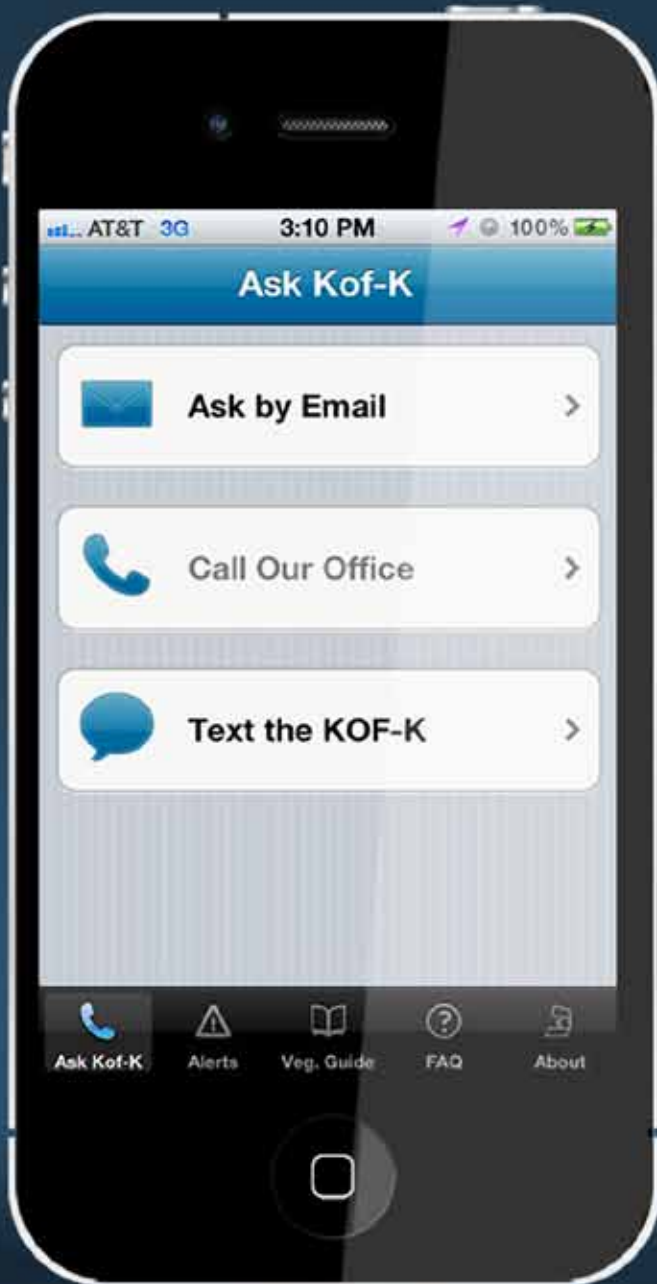 AT&T 3G 3:10 PM 100%
Ask Kof-K
Ask by Email
Call Our Office
Text the KOF-K
Ask Kof-K Alerts Veg. Guide FAQ About